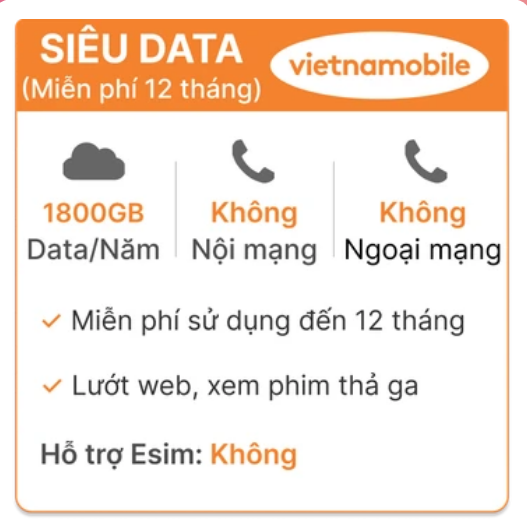 SIÊU DATA
(Miễn phí 12 tháng)
vietnamobile
1800GB
Data/Năm
Không
Nội mạng
Không
Ngoại mạng
Miễn phí sử dụng đến 12 tháng
Lướt web, xem phim thả ga
Hỗ trợ Esim: Không